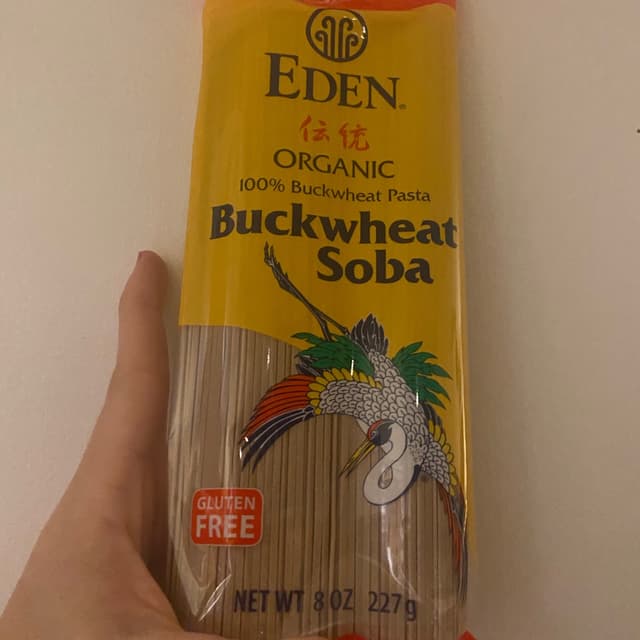 EDEN®
伝統
ORGANIC
100% Buckwheat Pasta
Buckwheat
Soba
GLUTEN
FREE
NET WT 8 OZ 227g